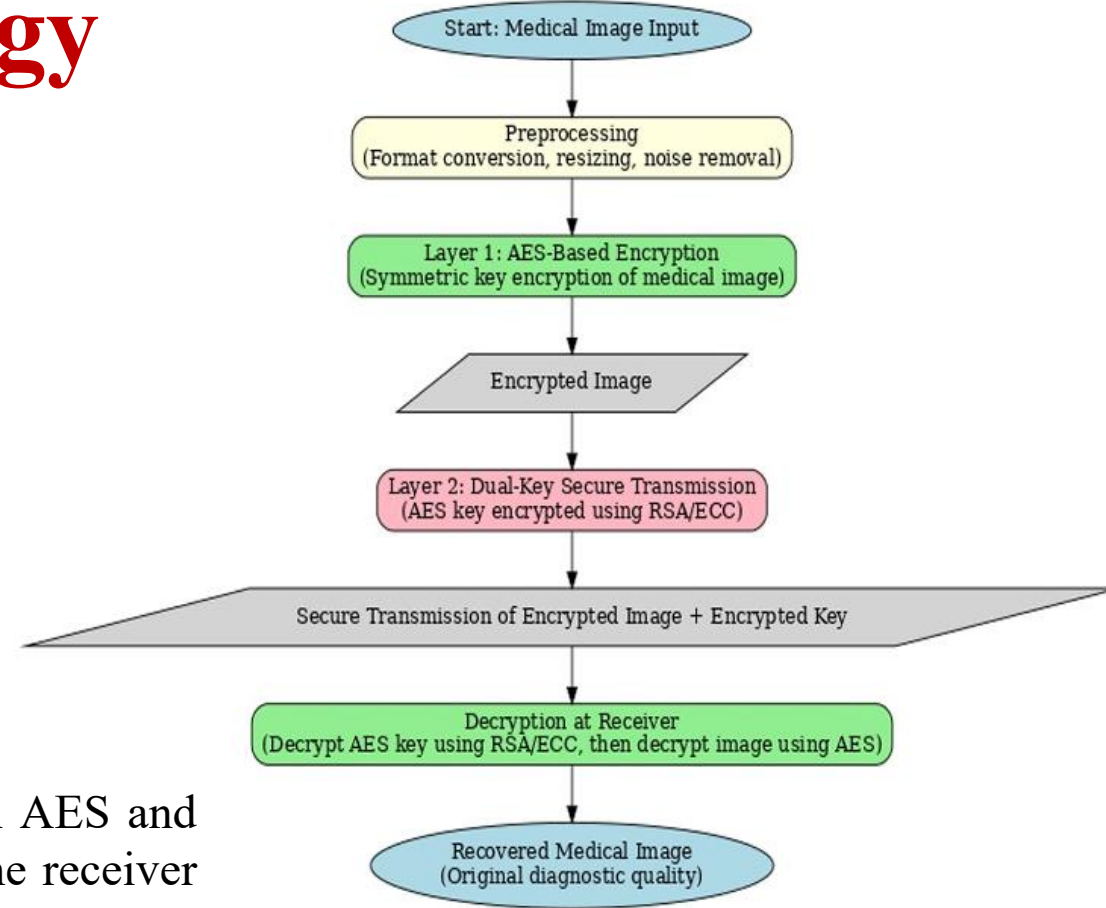 gy
Start: Medical Image Input
Preprocessing
(Format conversion, resizing, noise removal)
Layer 1: AES-Based Encryption
(Symmetric key encryption of medical image)
Encrypted Image
Layer 2: Dual-Key Secure Transmission
(AES key encrypted using RSA/ECC)
Secure Transmission of Encrypted Image + Encrypted Key
Decryption at Receiver
(Decrypt AES key using RSA/ECC, then decrypt image using AES)
AES and
receiver
Recovered Medical Image
(Original diagnostic quality)